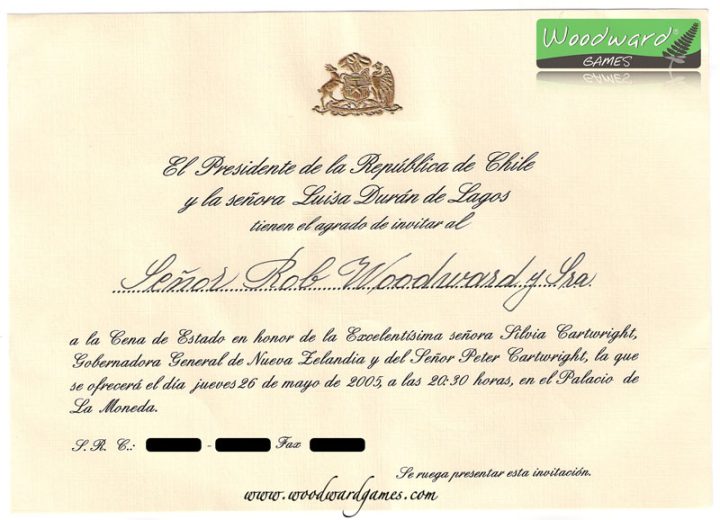 Woodward®
GAMES
El Presidente de la República de Chile
y la señora Luisa Durán de Lagos
tienen el agrado de invitar al
Señor Rob Woodward y Sra.
a la Cena de Estado en honor de la Excelentísima señora Silvia Cartwright,
Gobernadora General de Nueva Zelandia y del Señor Peter Cartwright, la que
se ofrecerá el día jueves 26 de mayo de 2005, a las 20:30 horas, en el Palacio de
La Moneda.
S. R. C.: - Fax
Se ruega presentar esta invitación.
www.woodwardgames.com